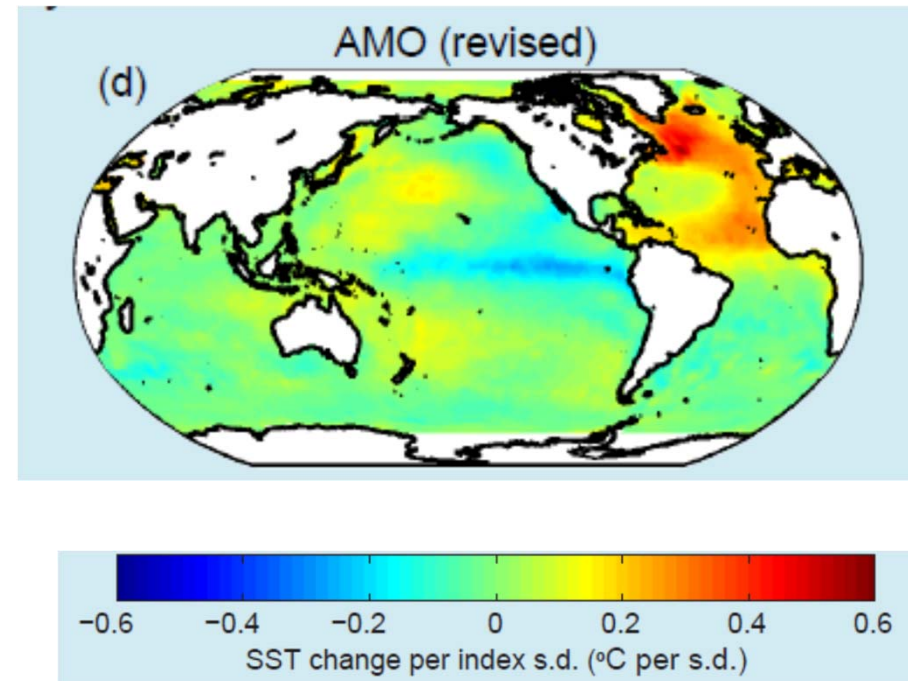 AMO (revised)
(d)
−0.6 −0.4 −0.2 0 0.2 0.4 0.6
SST change per index s.d. (ºC per s.d.)